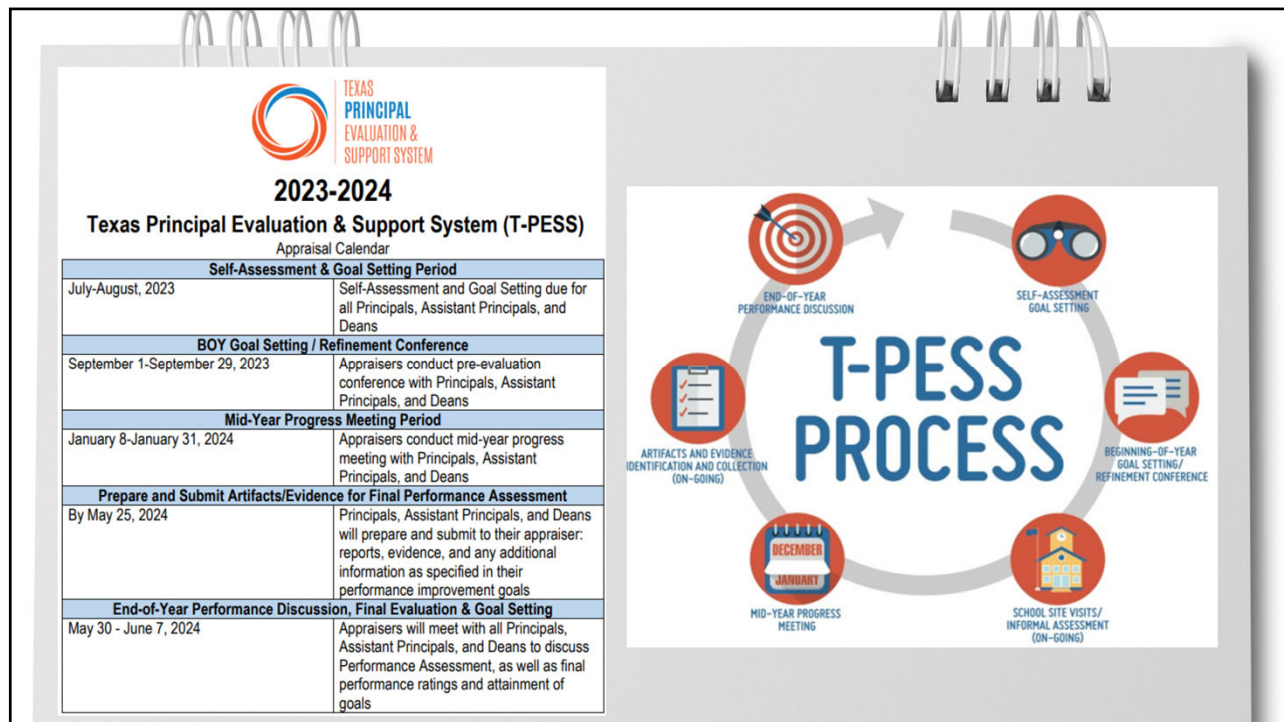 TEXAS
PRINCIPAL
EVALUATION &
SUPPORT SYSTEM
2023-2024
Texas Principal Evaluation & Support System (T-PESS)
Appraisal Calendar
Self-Assessment & Goal Setting Period
July-August, 2023
Self-Assessment and Goal Setting due for
all Principals, Assistant Principals, and
Deans
BOY Goal Setting / Refinement Conference
September 1-September 29, 2023
Appraisers conduct pre-evaluation
conference with Principals, Assistant
Principals, and Deans
Mid-Year Progress Meeting Period
January 8-January 31, 2024
Appraisers conduct mid-year progress
meeting with Principals, Assistant
Principals, and Deans
Prepare and Submit Artifacts/Evidence for Final Performance Assessment
By May 25, 2024
Principals, Assistant Principals, and Deans
will prepare and submit to their appraiser:
reports, evidence, and any additional
information as specified in their
performance improvement goals
End-of-Year Performance Discussion, Final Evaluation & Goal Setting
May 30 - June 7, 2024
Appraisers will meet with all Principals,
Assistant Principals, and Deans to discuss
Performance Assessment, as well as final
performance ratings and attainment of
goals
T-PESS
PROCESS
SELF-ASSESSMENT
GOAL SETTING
BEGINNING-OF-YEAR
GOAL SETTING/
REFINEMENT CONFERENCE
SCHOOL SITE VISITS/
INFORMAL ASSESSMENT
(ON-GOING)
DECEMBER
JANUARY
MID-YEAR PROGRESS
MEETING
ARTIFACTS AND EVIDENCE
IDENTIFICATION AND COLLECTION
(ON-GOING)
END-OF-YEAR
PERFORMANCE DISCUSSION